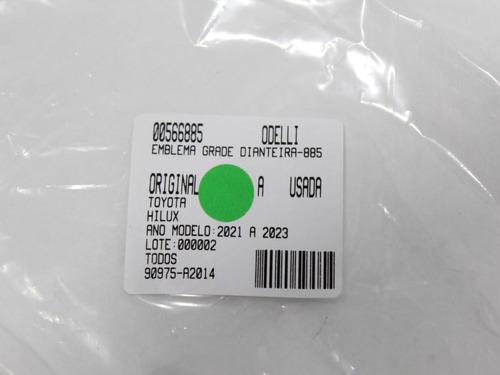 00566885 ODELLI
EMBLEMA GRADE DIANTEIRA-885
ORIGINAL A USADA
TOYOTA
HILUX
ANO MODELO:2021 A 2023
LOTE:000002
TODOS
90975-A2014